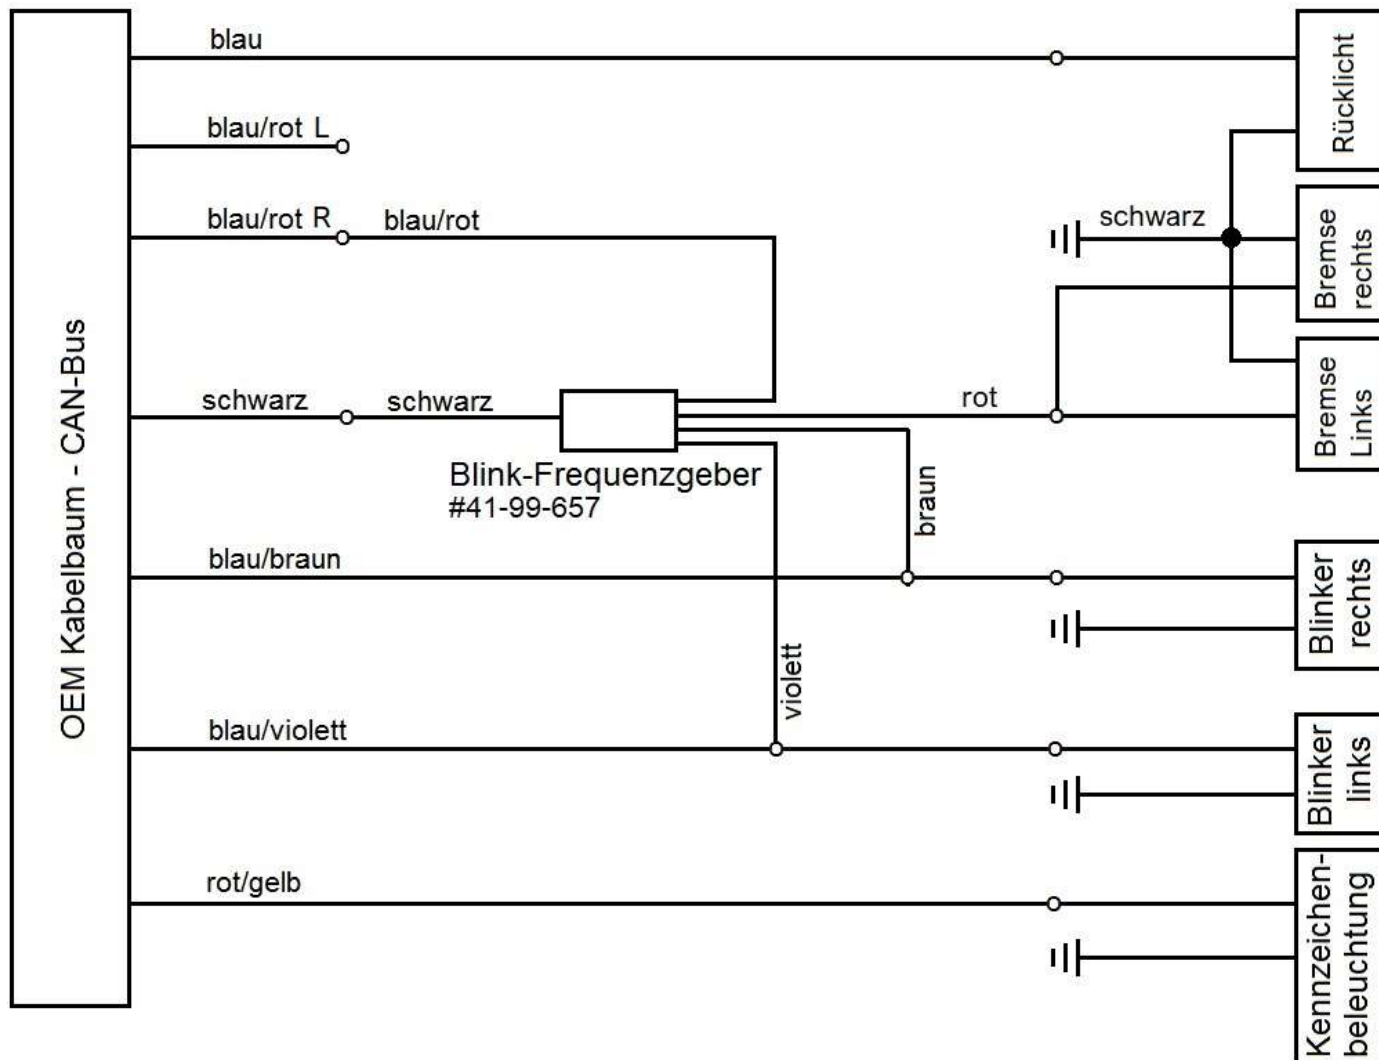 blau
blau/rot L
blau/rot R
blau/rot
schwarz
schwarz
Blink-Frequenzgeber
#41-99-657
blau/braun
blau/violett
rot/gelb
OEM Kabelbaum - CAN-Bus
schwarz
rot
braun
violett
Rücklicht
Bremse
rechts
Bremse
Links
Blinker
rechts
Blinker
links
Kennzeichen-
beleuchtung